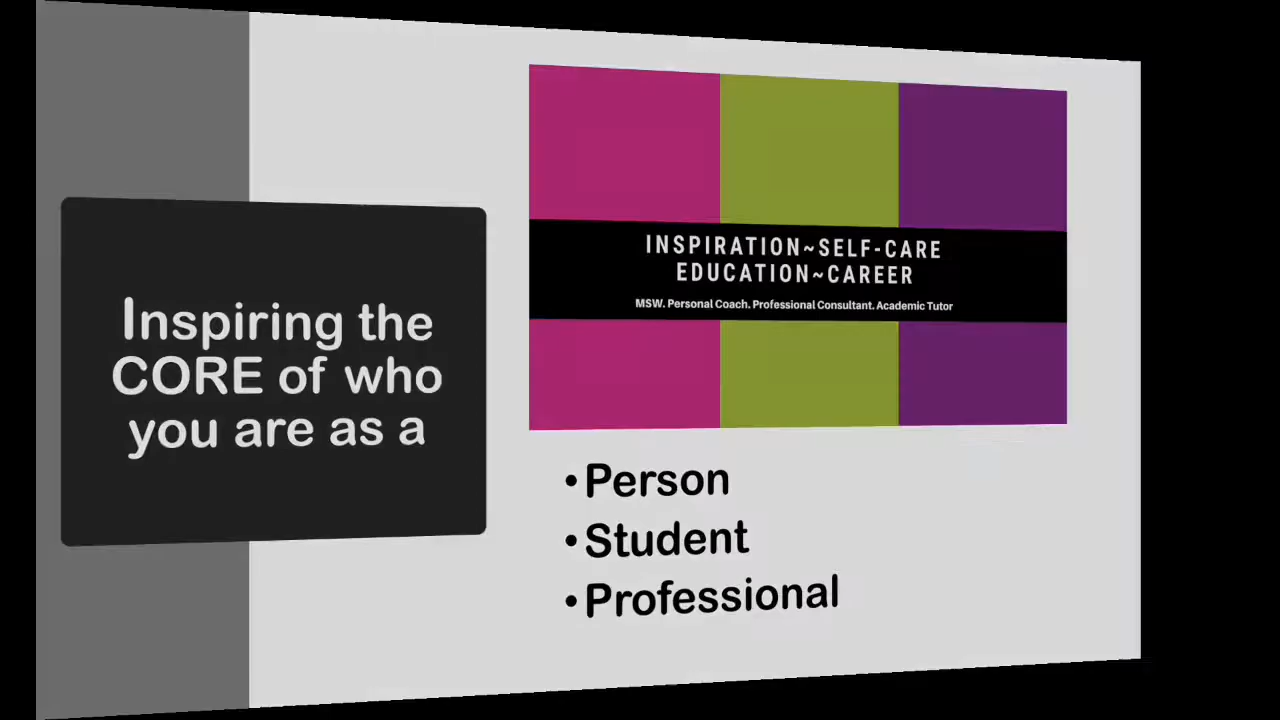 Inspiring the
CORE of who
you are as a
INSPIRATION~SELF-CARE
EDUCATION~CAREER
MSW. Personal Coach. Professional Consultant. Academic Tutor
•Person
•Student
•Professional